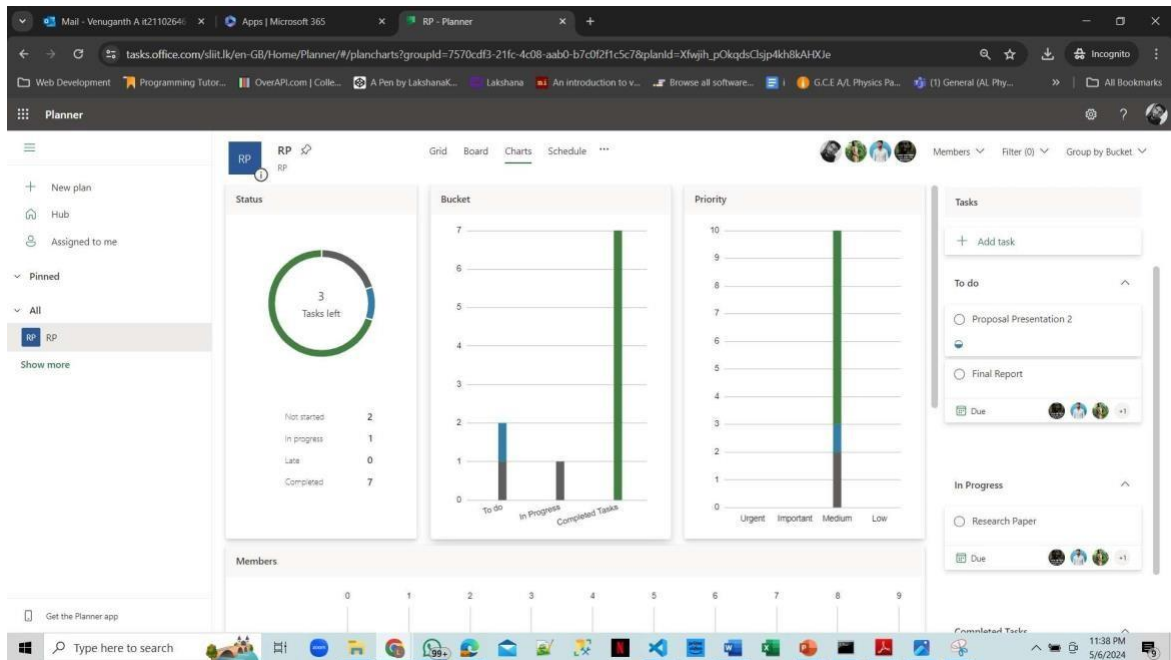 Mail - Venuganth A it21102646
Apps | Microsoft 365
RP - Planner
tasks.office.com/sliit.lk/en-GB/Home/Planner/#/plancharts?groupId=7570cdf3-21fc-4c08-aab0-b7c0f2f1c5c7&planId=Xfwjih_pOkqdsClsjp4kh8kAHXJe
Incognito
Web Development
Programming Tutor...
OverAPI.com | Colle...
A Pen by LakshanaK...
Lakshana
An introduction to v...
Browse all software...
G.C.E A/L Physics Pa...
(1) General (AL Phy...
All Bookmarks
Planner
New plan
Hub
Assigned to me
Pinned
All
RP RP
Show more
Get the Planner app
RP
RP
RP
Grid Board Charts Schedule
Members Filter (0) Group by Bucket
Status
3
Tasks left
Not started 2
In progress 1
Late 0
Completed 7
Bucket
7
6
5
4
3
2
1
0
To do In Progress Completed Tasks
Priority
10
9
8
7
6
5
4
3
2
1
0
Urgent Important Medium Low
Members
0 1 2 3 4 5 6 7 8 9
Tasks
Add task
To do
Proposal Presentation 2
Final Report
Due +1
In Progress
Research Paper
Due +1
Completed Tasks
Type here to search
99+
11:38 PM
5/6/2024